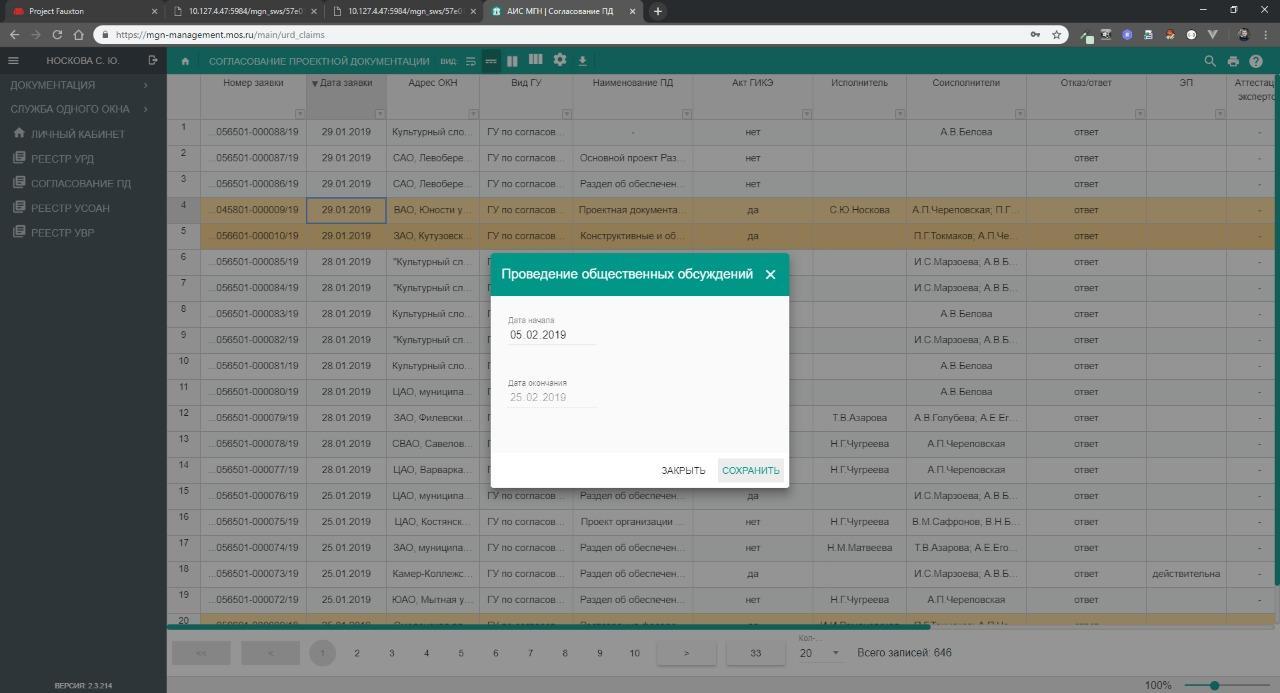 Project Fauxton
10.127.4.47:5984/mgn_sws/57e0
10.127.4.47:5984/mgn_sws/57e0
АИС МГН | Согласование ПД
https://mgn-management.mos.ru/main/urd_claims
НОСКОВА С. Ю.
СОГЛАСОВАНИЕ ПРОЕКТНОЙ ДОКУМЕНТАЦИИ ВИД:
ДОКУМЕНТАЦИЯ
СЛУЖБА ОДНОГО ОКНА
ЛИЧНЫЙ КАБИНЕТ
РЕЕСТР УРД
СОГЛАСОВАНИЕ ПД
РЕЕСТР УСОАН
РЕЕСТР УВР
ВЕРСИЯ: 2.3.214
Номер заявки ▼ Дата заявки Адрес ОКН Вид ГУ Наименование ПД Акт ГИКЭ Исполнитель Соисполнители Отказ/ответ ЭП Аттестац
эксперто
1 ...056501-000088/19 29.01.2019 Культурный сло... ГУ по согласов... - нет А.В.Белова ответ -
2 ...056501-000087/19 29.01.2019 САО, Левобере... ГУ по согласов... Основной проект Раз... нет ответ -
3 ...056501-000086/19 29.01.2019 САО, Левобере... ГУ по согласов... Раздел об обеспечен... нет ответ -
4 ...045801-000009/19 29.01.2019 ВАО, Юности у... ГУ по согласов... Проектная документа... да С.Ю.Носкова А.П.Череповская; П.Г... ответ -
5 ...056601-000010/19 29.01.2019 ЗАО, Кутузовск... ГУ по согласов... Конструктивные и об... да П.Г.Токмаков; А.П.Че... ответ -
6 ...056501-000085/19 28.01.2019 "Культурный сл... И.С.Марзоева; А.В.Б... ответ -
7 ...056501-000084/19 28.01.2019 "Культурный сл... И.С.Марзоева; А.В.Б... ответ -
8 ...056501-000083/19 28.01.2019 Культурный сло... А.В.Белова ответ -
9 ...056501-000082/19 28.01.2019 "Культурный сл... И.С.Марзоева; А.В.Б... ответ -
10 ...056501-000081/19 28.01.2019 Культурный сло... А.В.Белова ответ -
11 ...056501-000080/19 28.01.2019 ЦАО, муниципа... А.В.Белова ответ -
12 ...056501-000079/19 28.01.2019 ЗАО, Филевски... Т.В.Азарова А.В.Голубева; А.Е.Ег... ответ -
13 ...056501-000078/19 28.01.2019 СВАО, Савелов... Н.Г.Чугреева А.П.Череповская ответ -
14 ...056501-000077/19 28.01.2019 ЦАО, Варварка... Н.Г.Чугреева А.П.Череповская ответ -
15 ...056501-000076/19 25.01.2019 ЦАО, муниципа... ГУ по согласов... Раздел об обеспечен... да И.С.Марзоева; А.В.Б... ответ -
16 ...056501-000075/19 25.01.2019 ЦАО, Костянск... ГУ по согласов... Проект организации ... нет Н.Г.Чугреева В.М.Сафронов; В.Н.Б... ответ -
17 ...056501-000074/19 25.01.2019 ЗАО, муниципа... ГУ по согласов... Раздел об обеспечен... нет Н.М.Матвеева Т.В.Азарова; А.Е.Его... ответ -
18 ...056501-000073/19 25.01.2019 Камер-Коллежс... ГУ по согласов... Раздел об обеспечен... да И.С.Марзоева; А.В.Б... ответ действительна -
19 ...056501-000072/19 25.01.2019 ЮАО, Мытная у... ГУ по согласов... Раздел об обеспечен... нет Н.Г.Чугреева А.П.Череповская ответ -
20
Проведение общественных обсуждений
Дата начала
05.02.2019
Дата окончания
25.02.2019
ЗАКРЫТЬ СОХРАНИТЬ
<< < 1 2 3 4 5 6 7 8 9 10 > 33
Кол-...
20
Всего записей: 646
100%